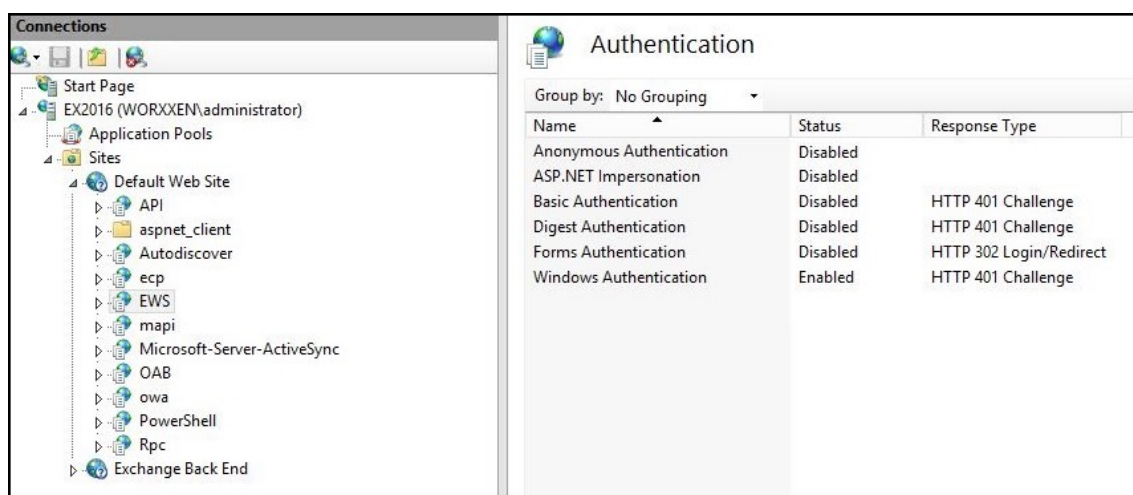 Connections
Start Page
EX2016 (WORXXEN\administrator)
Application Pools
Sites
Default Web Site
API
aspnet_client
Autodiscover
ecp
EWS
mapi
Microsoft-Server-ActiveSync
OAB
owa
PowerShell
Rpc
Exchange Back End
Authentication
Group by: No Grouping
Name Status Response Type
Anonymous Authentication Disabled
ASP.NET Impersonation Disabled
Basic Authentication Disabled HTTP 401 Challenge
Digest Authentication Disabled HTTP 401 Challenge
Forms Authentication Disabled HTTP 302 Login/Redirect
Windows Authentication Enabled HTTP 401 Challenge